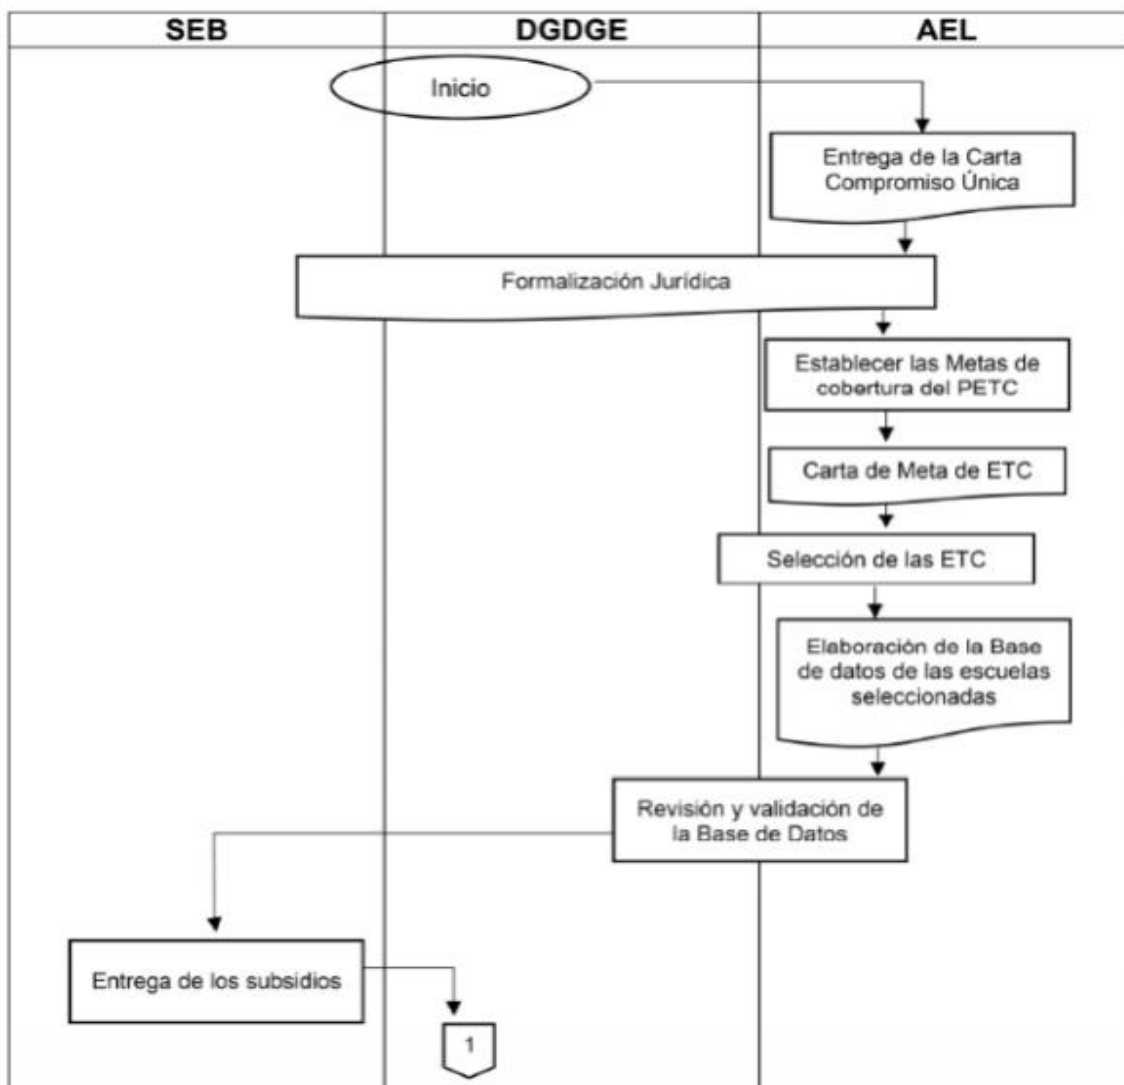 SEB
DGDGE
AEL
Inicio
Entrega de la Carta
Compromiso Única
Formalización Jurídica
Establecer las Metas de
cobertura del PETC
Carta de Meta de ETC
Selección de las ETC
Elaboración de la Base
de datos de las escuelas
seleccionadas
Revisión y validación de
la Base de Datos
Entrega de los subsidios
1